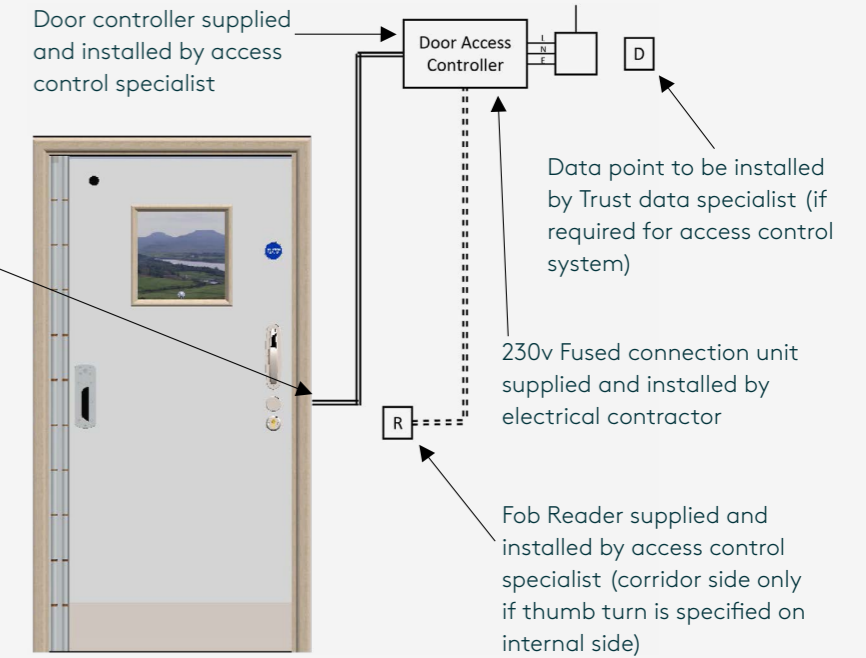 Door controller supplied
and installed by access
control specialist
Door Access
Controller
L
N
E
D
Data point to be installed
by Trust data specialist (if
required for access control
system)
230v Fused connection unit
supplied and installed by
electrical contractor
R
Fob Reader supplied and
installed by access control
specialist (corridor side only
if thumb turn is specified on
internal side)